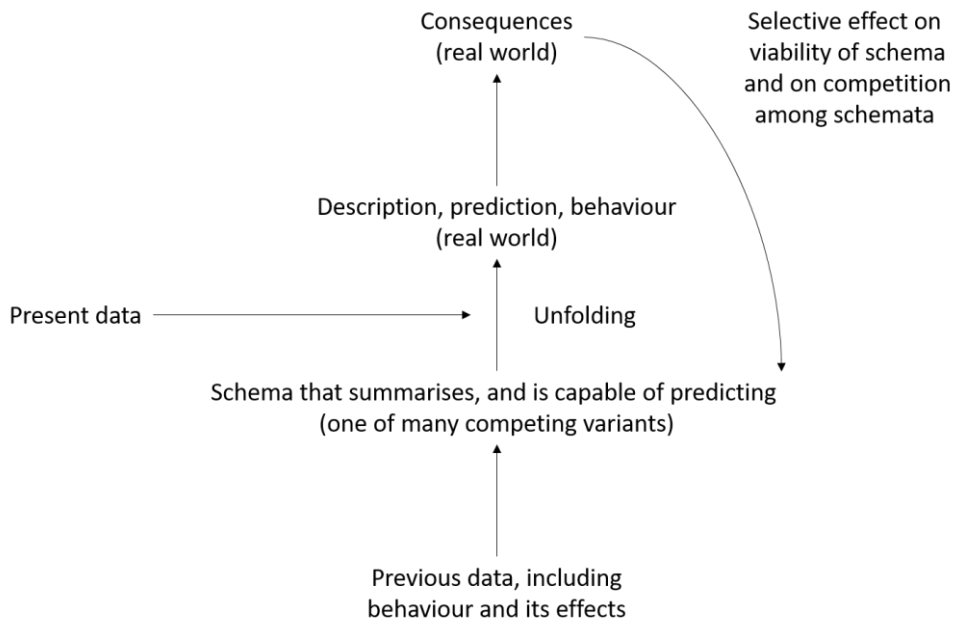 Consequences
(real world)
Selective effect on
viability of schema
and on competition
among schemata
Description, prediction, behaviour
(real world)
Present data
Unfolding
Schema that summarises, and is capable of predicting
(one of many competing variants)
Previous data, including
behaviour and its effects